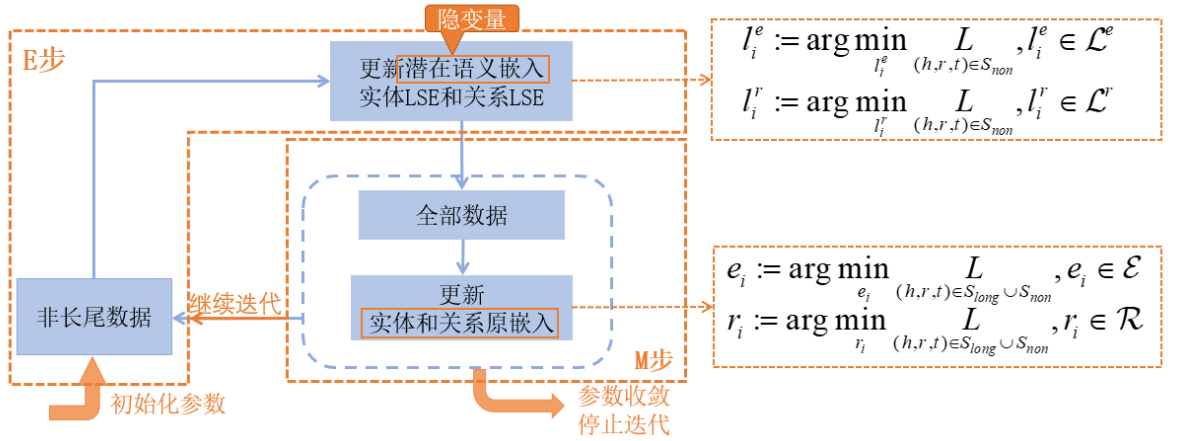 隐变量
E步
更新潜在语义嵌入
实体LSE和关系LSE
$l_i^e := \arg\min_{l_i^e} \underset{(h,r,t)\in S_{non}}{L}, l_i^e \in \mathcal{L}^e$
$l_i^r := \arg\min_{l_i^r} \underset{(h,r,t)\in S_{non}}{L}, l_i^r \in \mathcal{L}^r$
全部数据
更新
实体和关系原嵌入
M步
$e_i := \arg\min_{e_i} \underset{(h,r,t)\in S_{long}\cup S_{non}}{L}, e_i \in \mathcal{E}$
$r_i := \arg\min_{r_i} \underset{(h,r,t)\in S_{long}\cup S_{non}}{L}, r_i \in \mathcal{R}$
继续迭代
非长尾数据
初始化参数
参数收敛
停止迭代